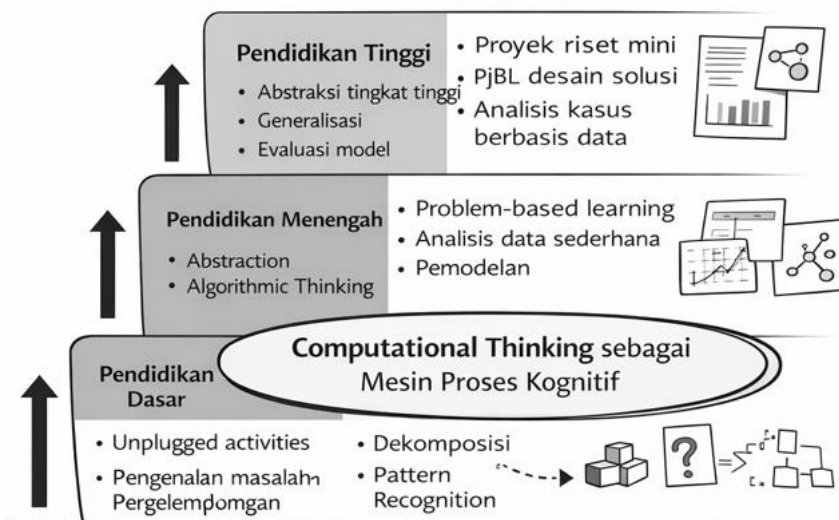 Pendidikan Tinggi
• Abstraksi tingkat tinggi
• Generalisasi
• Evaluasi model
• Proyek riset mini
• PjBL desain solusi
• Analisis kasus
berbasis data
Pendidikan Menengah
• Abstraction
• Algorithmic Thinking
• Problem-based learning
• Analisis data sederhana
• Pemodelan
Computational Thinking sebagai
Mesin Proses Kognitif
Pendidikan
Dasar
• Unplugged activities
• Pengenalan masalah
Pergelempomgan
• Dekomposisi
• Pattern
Recognition
?